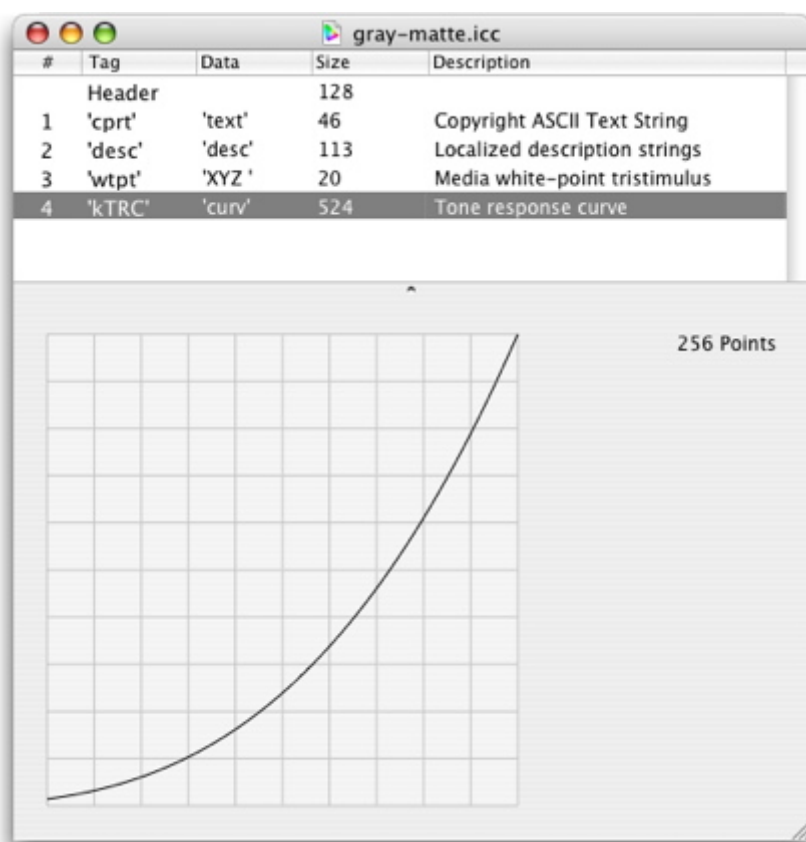 gray-matte.icc
# Tag Data Size Description
Header 128
1 'cprt' 'text' 46 Copyright ASCII Text String
2 'desc' 'desc' 113 Localized description strings
3 'wtpt' 'XYZ ' 20 Media white-point tristimulus
4 'kTRC' 'curv' 524 Tone response curve
256 Points